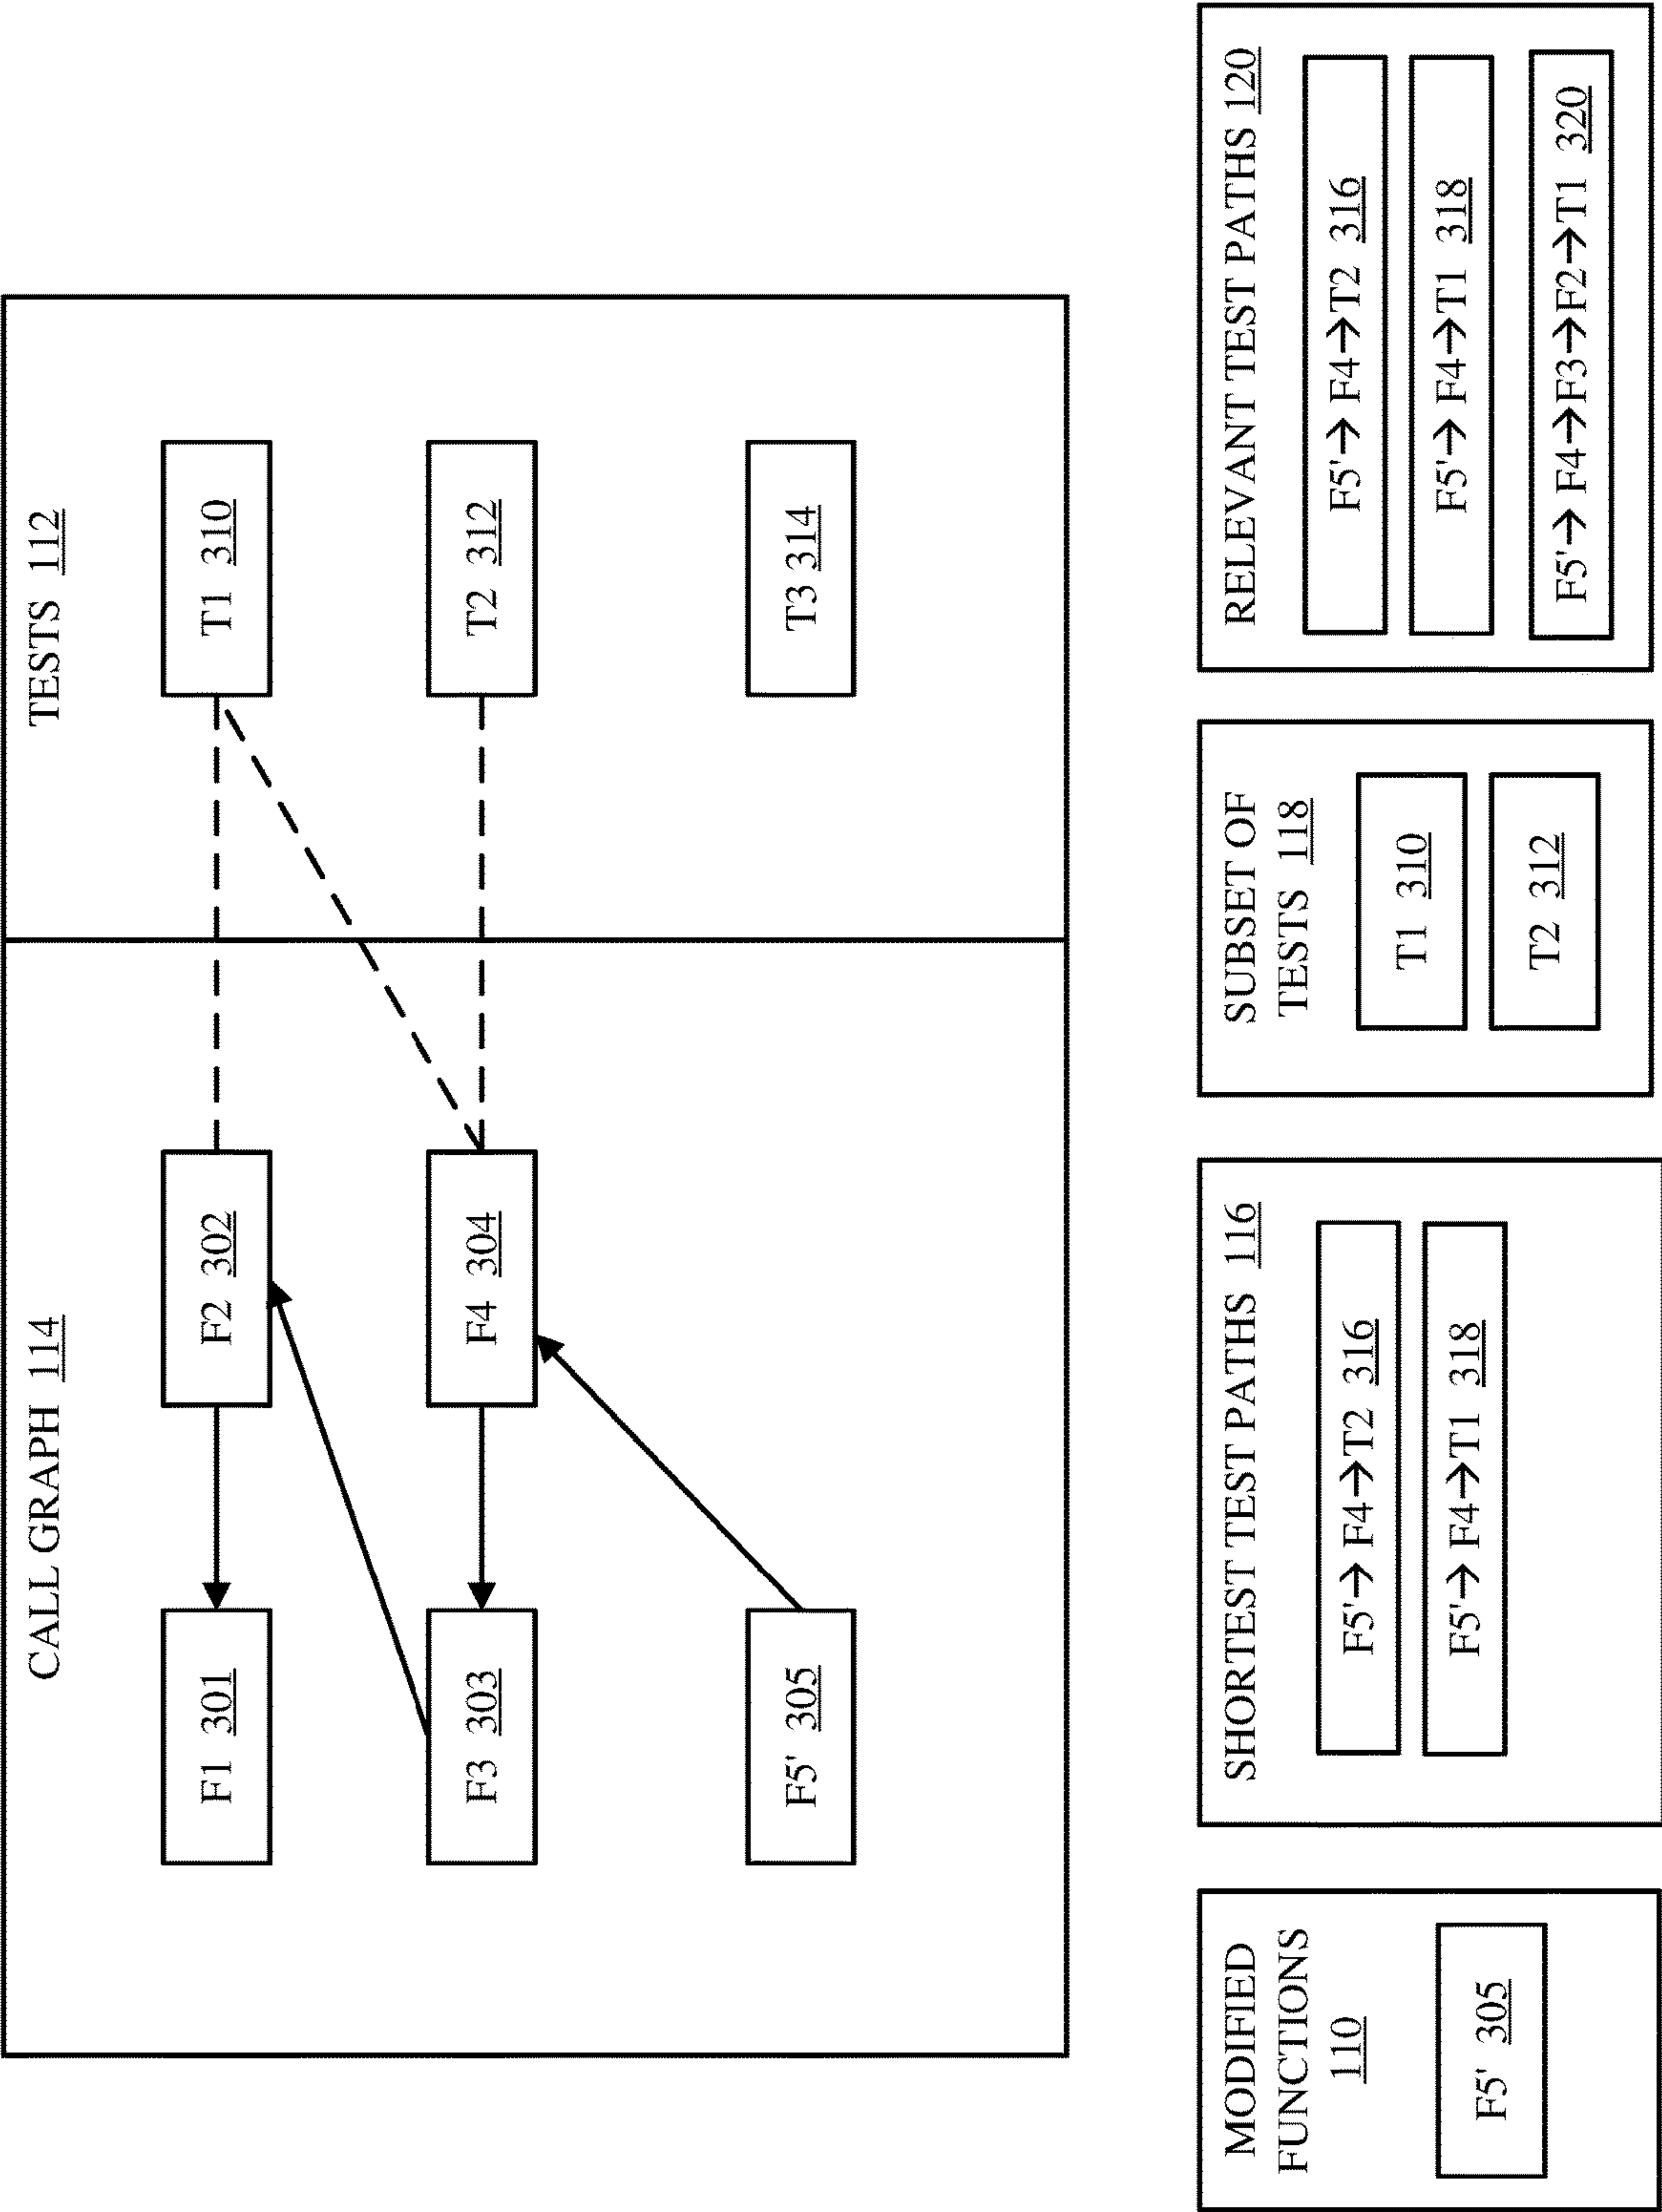 CALL GRAPH 114
TESTS 112
F1 301
F2 302
T1 310
F3 303
F4 304
T2 312
F5' 305
T3 314
MODIFIED
FUNCTIONS
110
F5' 305
SHORTEST TEST PATHS 116
F5'→ F4→T2 316
F5'→ F4→T1 318
SUBSET OF
TESTS 118
T1 310
T2 312
RELEVANT TEST PATHS 120
F5'→ F4→T2 316
F5'→ F4→T1 318
F5'→ F4→F3→F2→T1 320